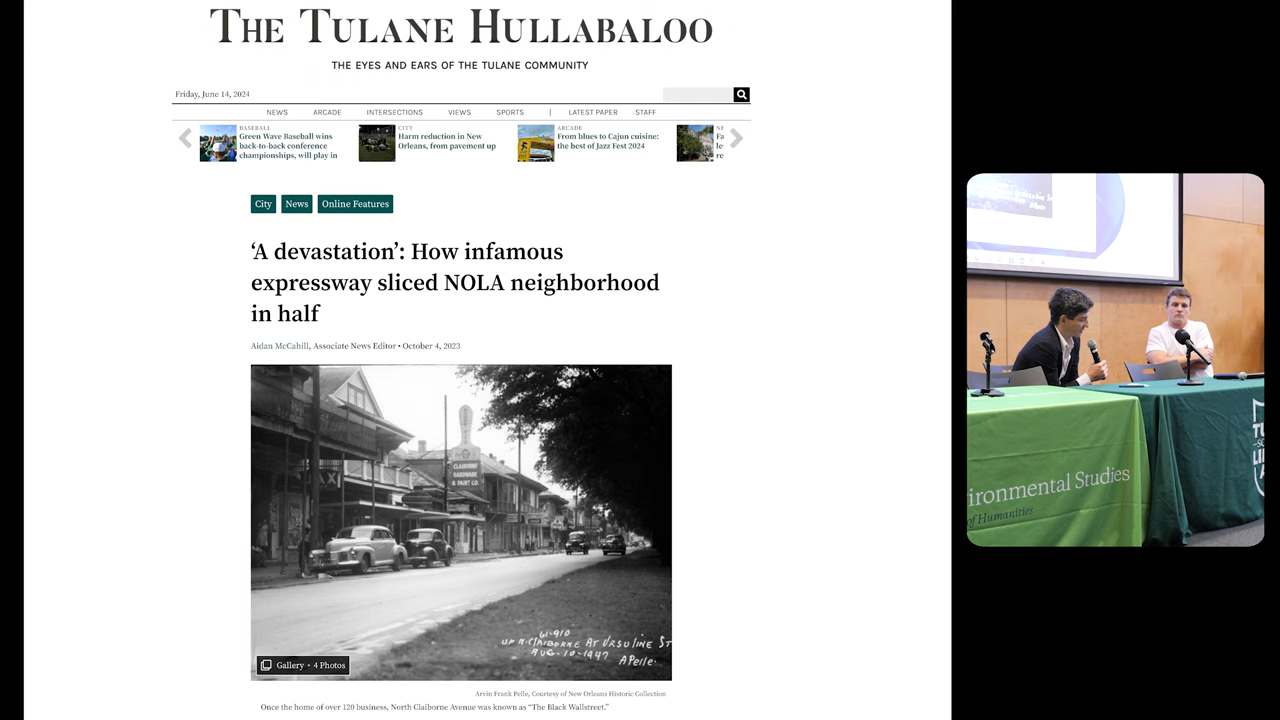 THE TULANE HULLABALOO
THE EYES AND EARS OF THE TULANE COMMUNITY
Friday, June 14, 2024
NEWS ARCADE INTERSECTIONS VIEWS SPORTS | LATEST PAPER STAFF
BASEBALL
Green Wave Baseball wins
back-to-back conference
championships, will play in
CITY
Harm reduction in New
Orleans, from pavement up
ARCADE
From blues to Cajun cuisine:
the best of Jazz Fest 2024
City News Online Features
‘A devastation’: How infamous
expressway sliced NOLA neighborhood
in half
Aidan McCahill, Associate News Editor • October 4, 2023
CLAIBORNE
HARDWARE
& PAINT CO.
61-910
UP N. CLAIBORNE AT URSULINE ST
AUG-10-1947
APelle
Gallery • 4 Photos
Arvin Frank Pelle, Courtesy of New Orleans Historic Collection
Once the home of over 120 business, North Claiborne Avenue was known as “The Black Wallstreet.”
ironmental Studies
of Humanities